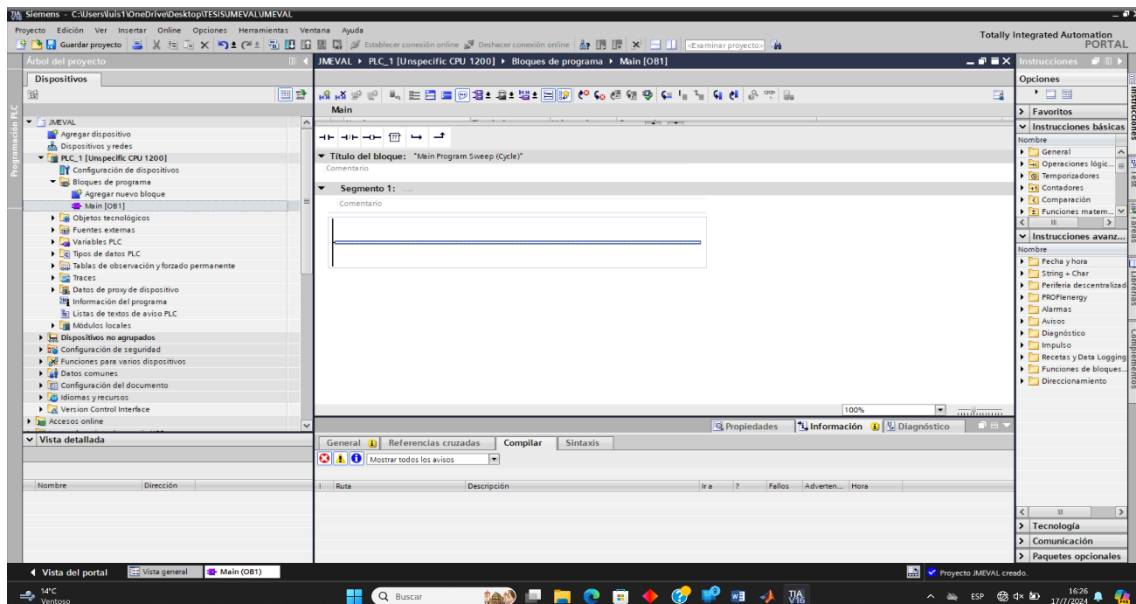 Siemens - C:\Users\luis1\OneDrive\Desktop\TESIS\JMEVAL\JMEVAL
Proyecto Edición Ver Insertar Online Opciones Herramientas Ventana Ayuda
Totally Integrated Automation
PORTAL
Guardar proyecto Establecer conexión online Deshacer conexión online <Examinar proyecto>
Árbol del proyecto
JMEVAL ▸ PLC_1 [Unspecific CPU 1200] ▸ Bloques de programa ▸ Main [OB1]
Instrucciones
Dispositivos
Opciones
Programación PLC
Main
JMEVAL
Agregar dispositivo
Dispositivos y redes
PLC_1 [Unspecific CPU 1200]
Configuración de dispositivos
Bloques de programa
Agregar nuevo bloque
Main [OB1]
Objetos tecnológicos
Fuentes externas
Variables PLC
Tipos de datos PLC
Tablas de observación y forzado permanente
Traces
Datos de proxy de dispositivo
Información del programa
Listas de textos de aviso PLC
Módulos locales
Dispositivos no agrupados
Configuración de seguridad
Funciones para varios dispositivos
Datos comunes
Configuración del documento
Idiomas y recursos
Version Control Interface
Accesos online
Vista detallada
Nombre Dirección
Título del bloque: "Main Program Sweep (Cycle)"
Comentario
Segmento 1: .....
Comentario
100%
Propiedades Información Diagnóstico
General Referencias cruzadas Compilar Sintaxis
Mostrar todos los avisos
! Ruta Descripción Ir a ? Fallos Adverten... Hora
Favoritos
Instrucciones básicas
Nombre
General
Operaciones lógic...
Temporizadores
Contadores
Comparación
Funciones matem...
Instrucciones avanz...
Nombre
Fecha y hora
String + Char
Periferia descentralizad
PROFIenergy
Alarmas
Avisos
Diagnóstico
Impulso
Recetas y Data Logging
Funciones de bloques...
Direccionamiento
Tecnología
Comunicación
Paquetes opcionales
Instrucciones
Test
Tareas
Librerías
Complementos
Vista del portal Vista general Main (OB1)
Proyecto JMEVAL creado.
14°C
Ventoso
Buscar
ESP
16:26
17/7/2024